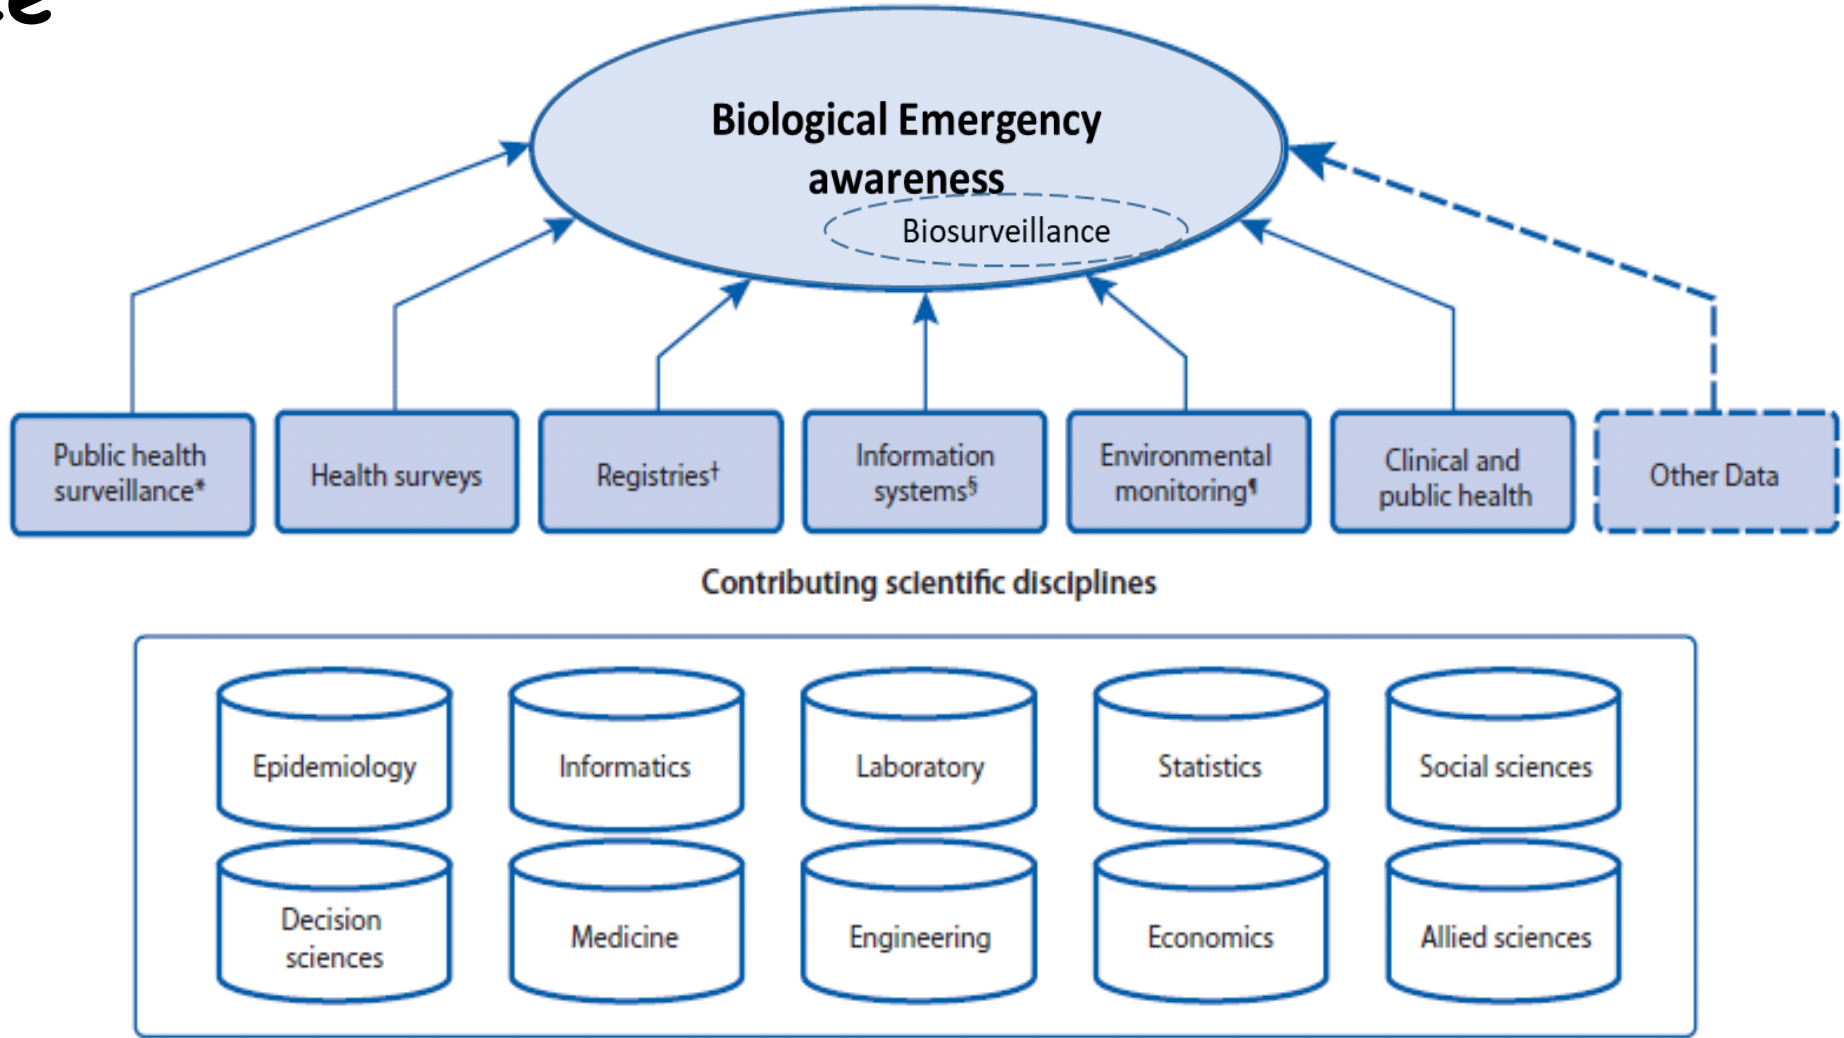 Biological Emergency
awareness
Biosurveillance
Public health
surveillance*
Health surveys
Registries†
Information
systems§
Environmental
monitoring¶
Clinical and
public health
Other Data
Contributing scientific disciplines
Epidemiology
Informatics
Laboratory
Statistics
Social sciences
Decision
sciences
Medicine
Engineering
Economics
Allied sciences